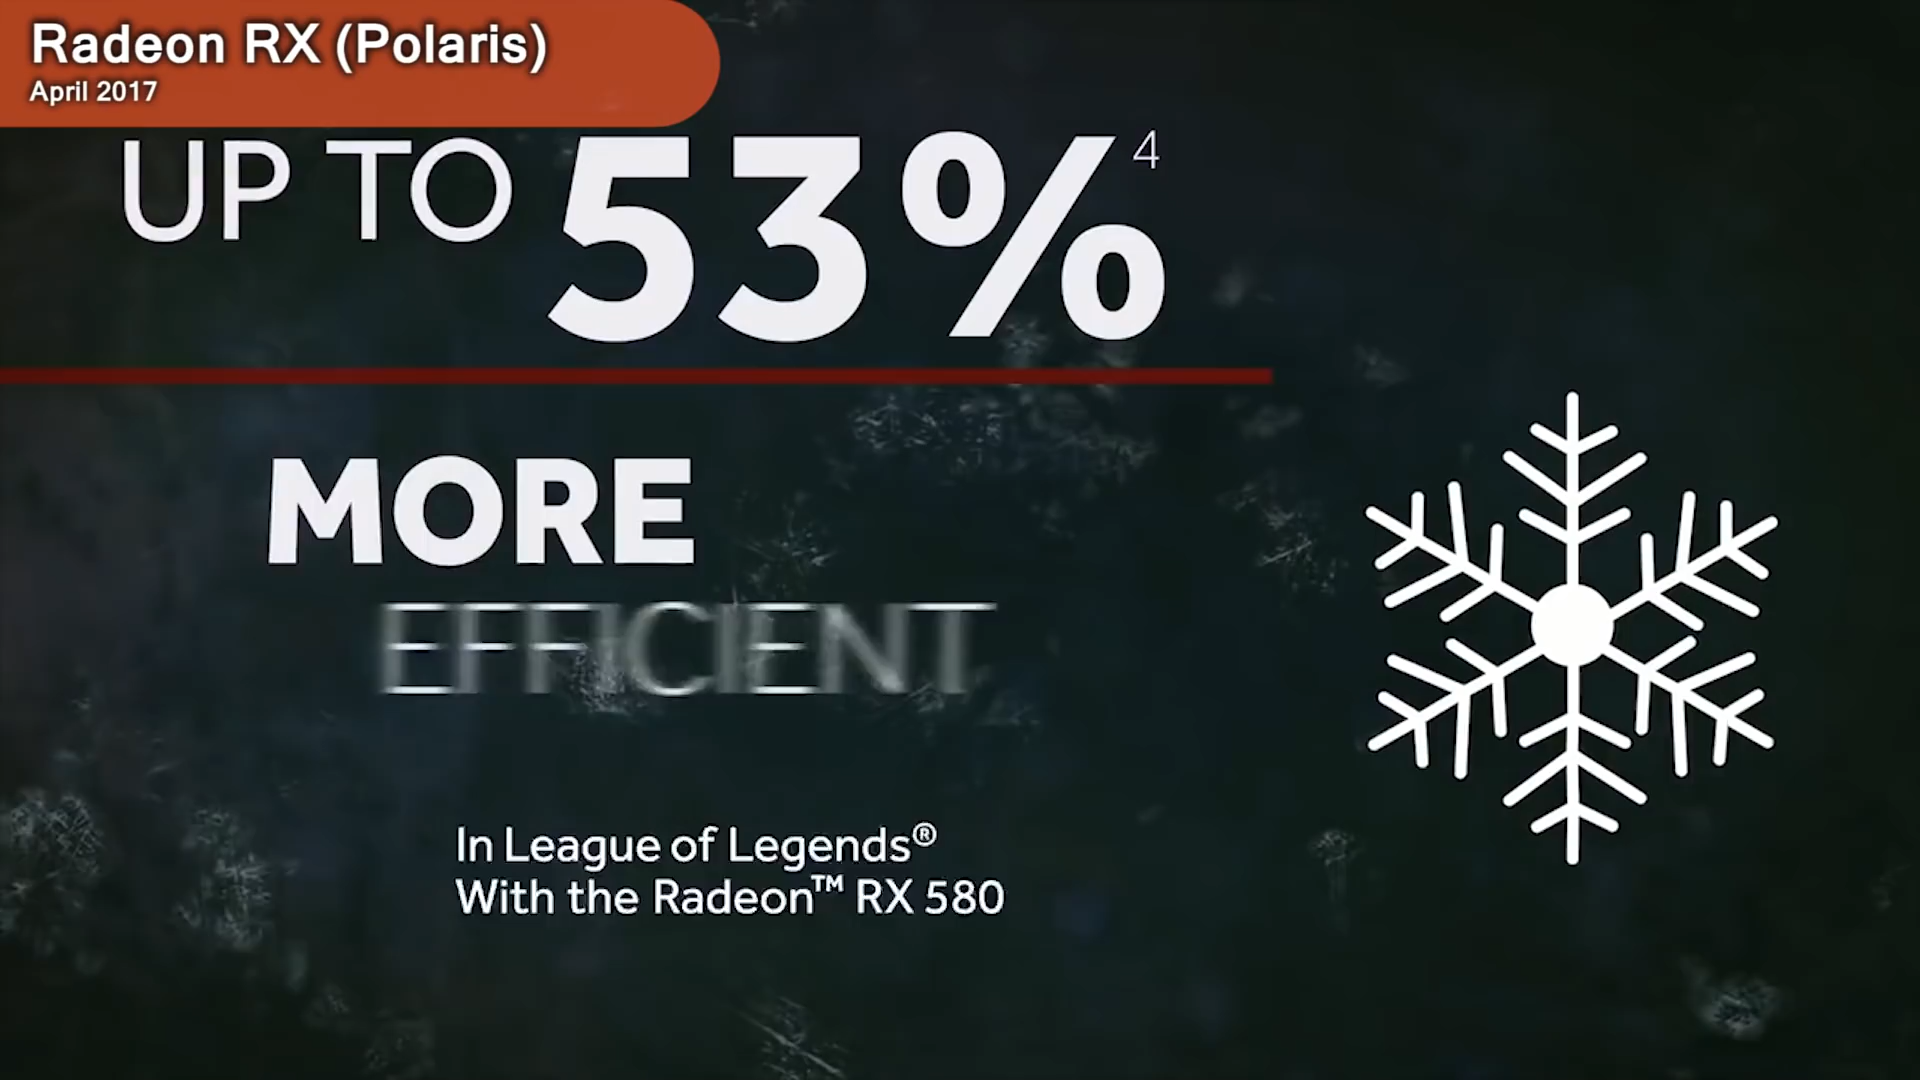 Radeon RX (Polaris)
April 2017
UP TO 53%⁴
MORE
EFFICIENT
In League of Legends®
With the Radeon™ RX 580